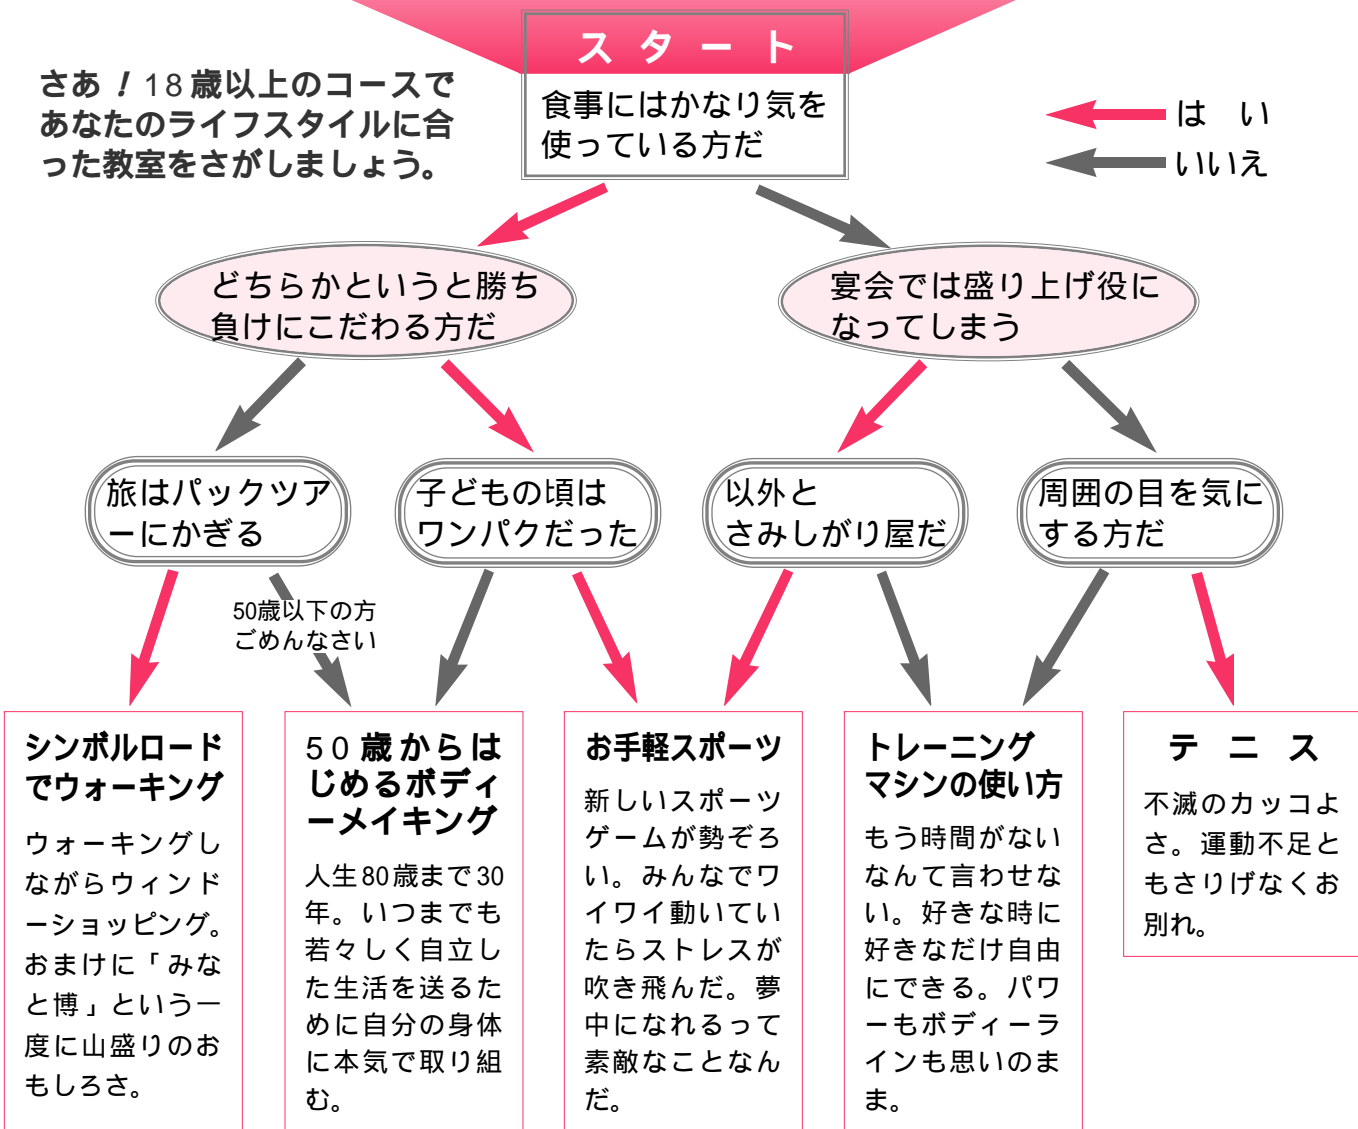 スタート
さあ！18歳以上のコースで
あなたのライフスタイルに合
った教室をさがしましょう。
食事にはかなり気を
使っている方だ
はい
いいえ
どちらかというと勝ち
負けにこだわる方だ
宴会では盛り上げ役に
なってしまう
旅はパックツア
ーにかぎる
子どもの頃は
ワンパクだった
以外と
さみしがり屋だ
周囲の目を気に
する方だ
50歳以下の方
ごめんなさい
シンボルロード
でウォーキング
ウォーキングし
ながらウィンド
ーショッピング。
おまけに「みな
と博」という一
度に山盛りのお
もしろさ。
50歳からは
じめるボディ
ーメイキング
人生80歳まで30
年。いつまでも
若々しく自立し
た生活を送るた
めに自分の身体
に本気で取り組
む。
お手軽スポーツ
新しいスポーツ
ゲームが勢ぞろ
い。みんなでワ
イワイ動いてい
たらストレスが
吹き飛んだ。夢
中になれるって
素敵なことなん
だ。
トレーニング
マシンの使い方
もう時間がない
なんて言わせな
い。好きな時に
好きなだけ自由
にできる。パワ
ーもボディーラ
インも思いのま
ま。
テニス
不滅のカッコよ
さ。運動不足と
もさりげなくお
別れ。